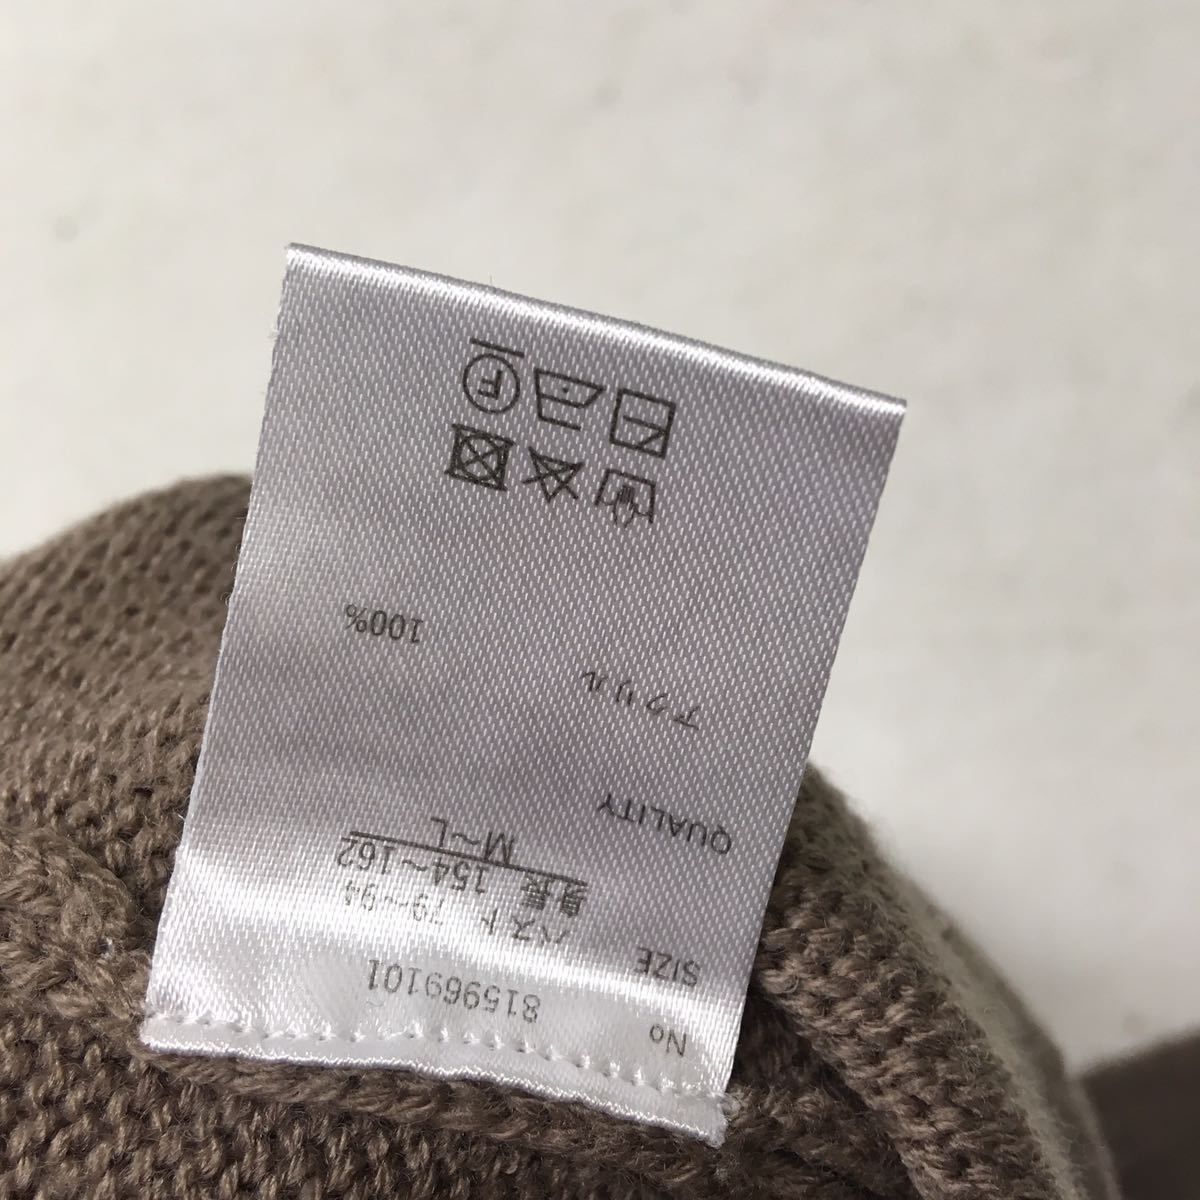 No 815969101
SIZE
バスト 79~94
身長 154~162
M~L
QUALITY
アクリル 100%
F